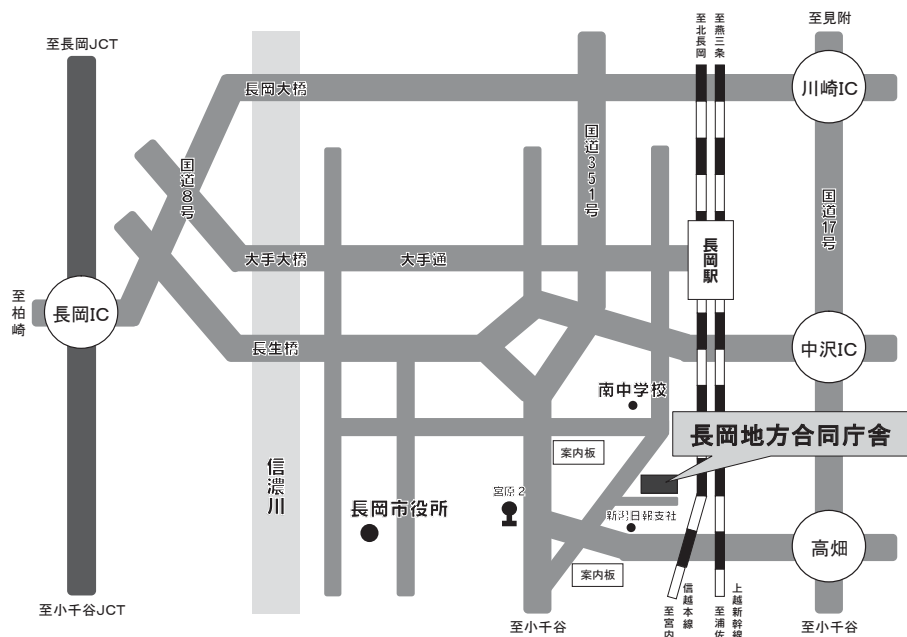 至長岡JCT
至北長岡
至燕三条
至見附
長岡大橋
川崎IC
国道8号
国道351号
国道17号
大手大橋
大手通
長岡駅
至柏崎
長岡IC
長生橋
中沢IC
南中学校
長岡地方合同庁舎
案内板
信濃川
宮原2
長岡市役所
新潟日報支社
高畑
案内板
至小千谷JCT
信越本線
至宮内
上越新幹線
至浦佐
至小千谷
至小千谷